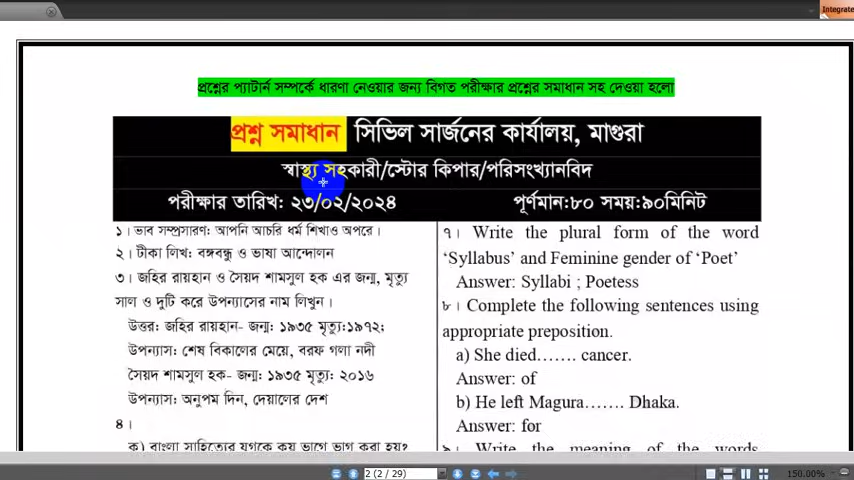 Integrate
প্রশ্নের প্যাটার্ন সম্পর্কে ধারণা নেওয়ার জন্য বিগত পরীক্ষার প্রশ্নের সমাধান সহ দেওয়া হলো
প্রশ্ন সমাধান সিভিল সার্জনের কার্যালয়, মাগুরা
স্বাস্থ্য সহকারী/স্টোর কিপার/পরিসংখ্যানবিদ
পরীক্ষার তারিখ: ২৩/০২/২০২৪ পূর্ণমান:৮০ সময়:৯০মিনিট
১। ভাব সম্প্রসারণ: আপনি আচরি ধর্ম শিখাও অপরে।
২। টীকা লিখ: বঙ্গবন্ধু ও ভাষা আন্দোলন
৩। জহির রায়হান ও সৈয়দ শামসুল হক এর জন্ম, মৃত্যু
সাল ও দুটি করে উপন্যাসের নাম লিখুন।
উত্তর: জহির রায়হান- জন্ম: ১৯৩৫ মৃত্যু:১৯৭২;
উপন্যাস: শেষ বিকালের মেয়ে, বরফ গলা নদী
সৈয়দ শামসুল হক- জন্ম: ১৯৩৫ মৃত্যু: ২০১৬
উপন্যাস: অনুপম দিন, দেয়ালের দেশ
৪।
ক) বাংলা সাহিত্যের যুগকে কয় ভাগে ভাগ করা হয়?
৭। Write the plural form of the word
‘Syllabus’ and Feminine gender of ‘Poet’
Answer: Syllabi ; Poetess
৮। Complete the following sentences using
appropriate preposition.
a) She died……. cancer.
Answer: of
b) He left Magura……. Dhaka.
Answer: for
৯। Write the meaning of the words
2 (2 / 29)
150.00%